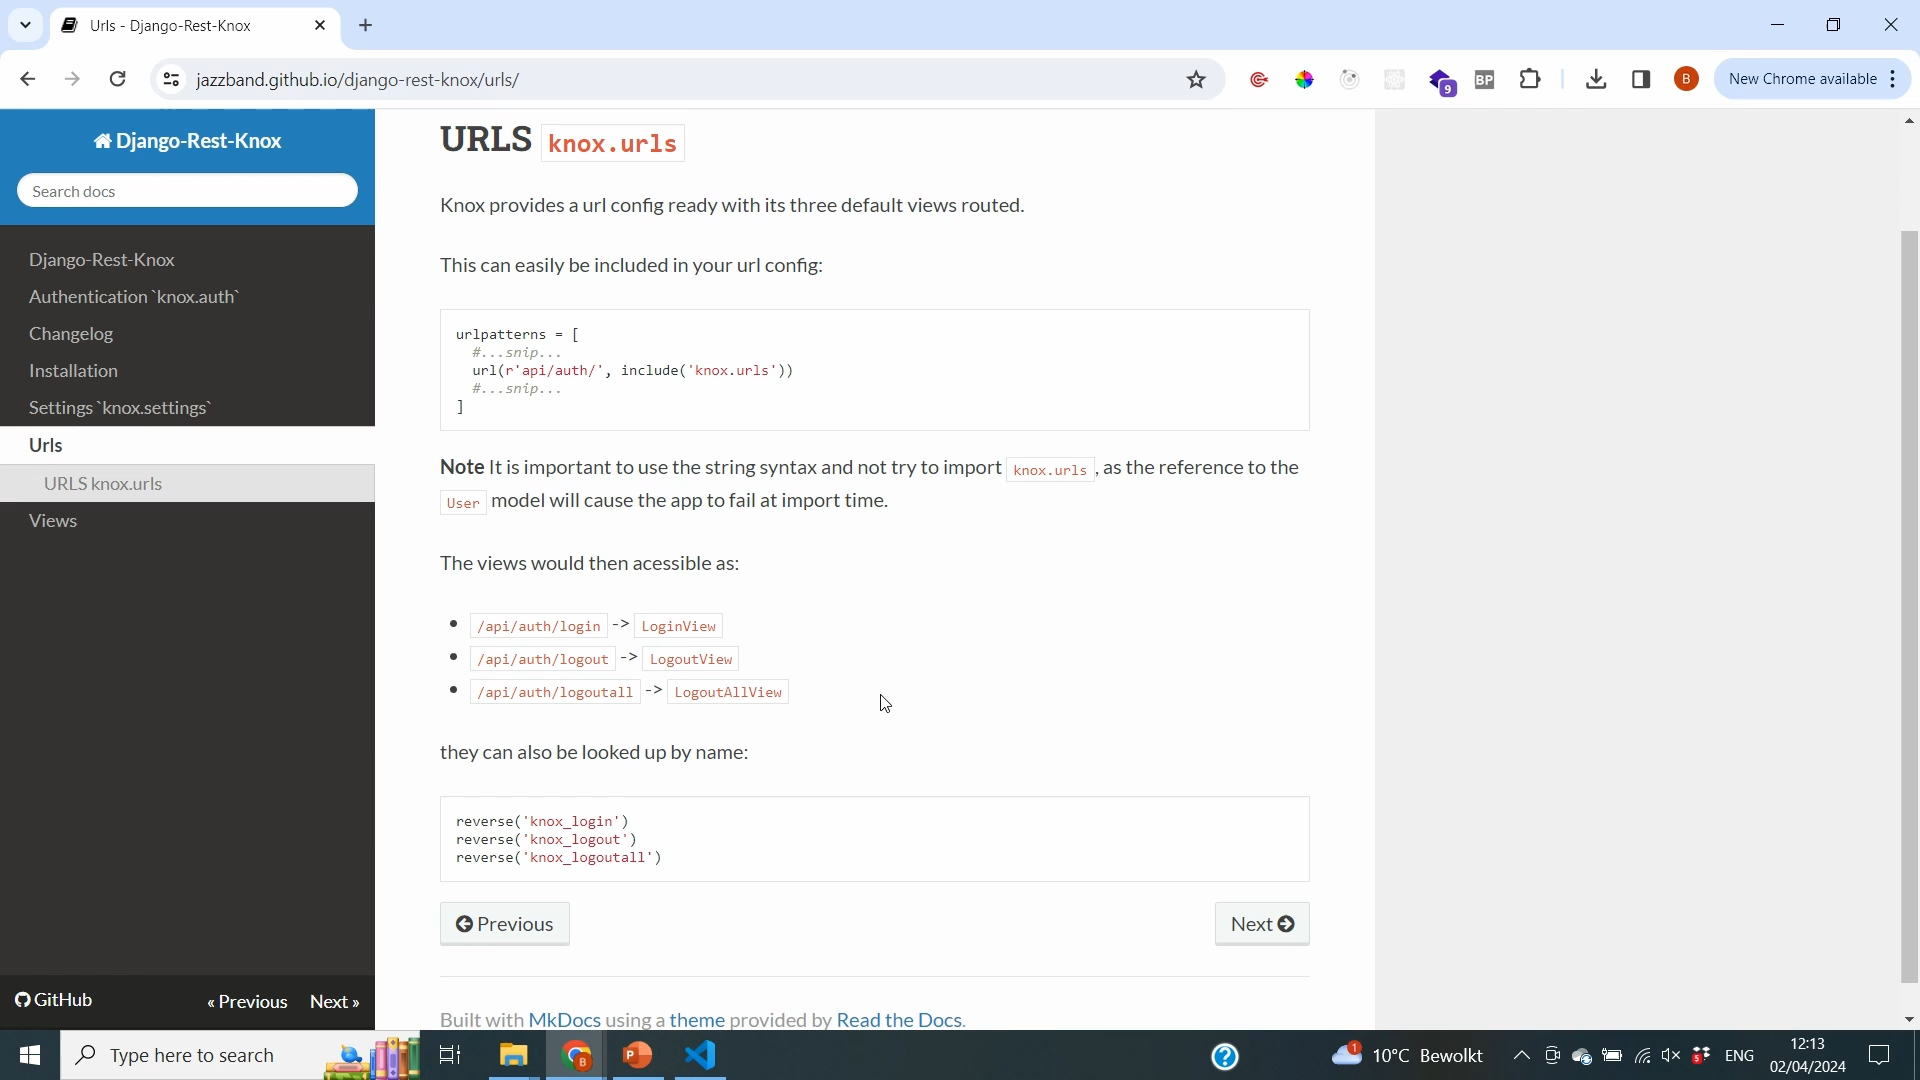 Urls - Django-Rest-Knox
jazzband.github.io/django-rest-knox/urls/
9
BP
B
New Chrome available
Django-Rest-Knox
Search docs
Django-Rest-Knox
Authentication `knox.auth`
Changelog
Installation
Settings `knox.settings`
Urls
URLS knox.urls
Views
GitHub
« Previous
Next »
URLS knox.urls
Knox provides a url config ready with its three default views routed.
This can easily be included in your url config:
urlpatterns = [
#...snip...
url(r'api/auth/', include('knox.urls'))
#...snip...
]
Note It is important to use the string syntax and not try to import knox.urls, as the reference to the
User model will cause the app to fail at import time.
The views would then acessible as:
/api/auth/login -> LoginView
/api/auth/logout -> LogoutView
/api/auth/logoutall -> LogoutAllView
they can also be looked up by name:
reverse('knox_login')
reverse('knox_logout')
reverse('knox_logoutall')
Previous
Next
Built with MkDocs using a theme provided by Read the Docs.
Type here to search
B
P
?
1
10°C Bewolkt
5
ENG
12:13
02/04/2024